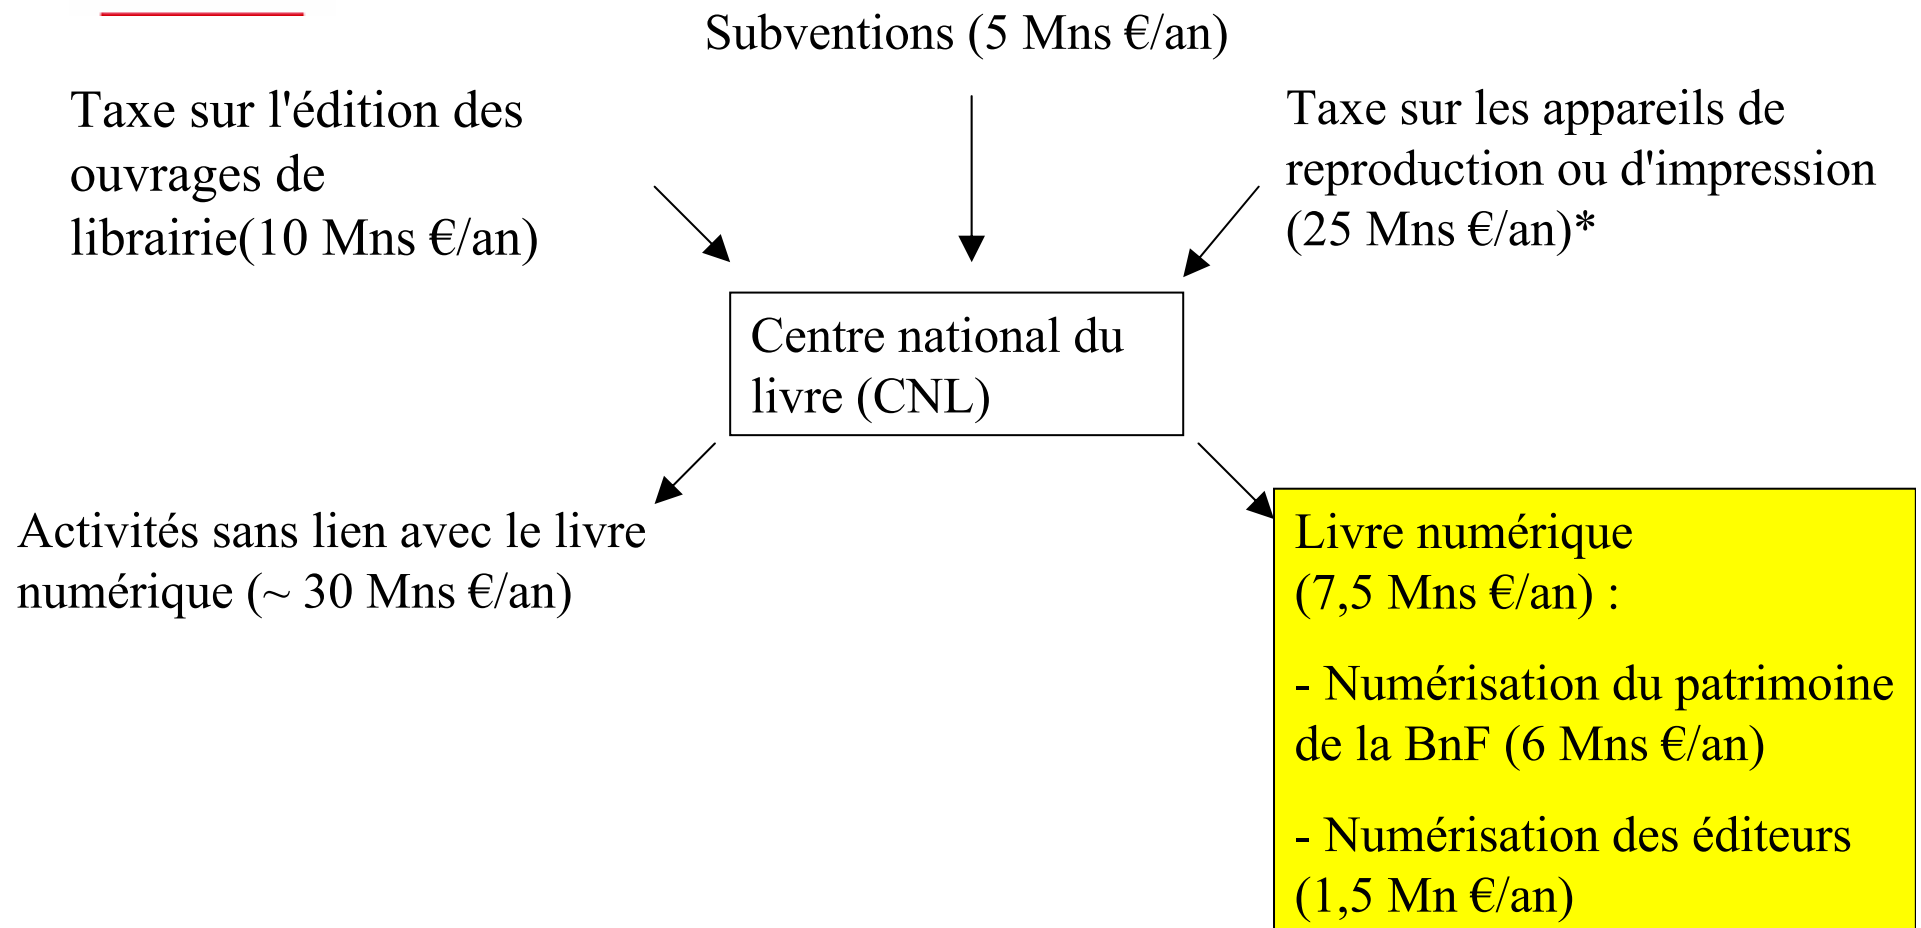 Subventions (5 Mns €/an)
Taxe sur l'édition des
ouvrages de
librairie(10 Mns €/an)
Taxe sur les appareils de
reproduction ou d'impression
(25 Mns €/an)*
Centre national du
livre (CNL)
Activités sans lien avec le livre
numérique (~ 30 Mns €/an)
Livre numérique
(7,5 Mns €/an) :
- Numérisation du patrimoine
de la BnF (6 Mns €/an)
- Numérisation des éditeurs
(1,5 Mn €/an)